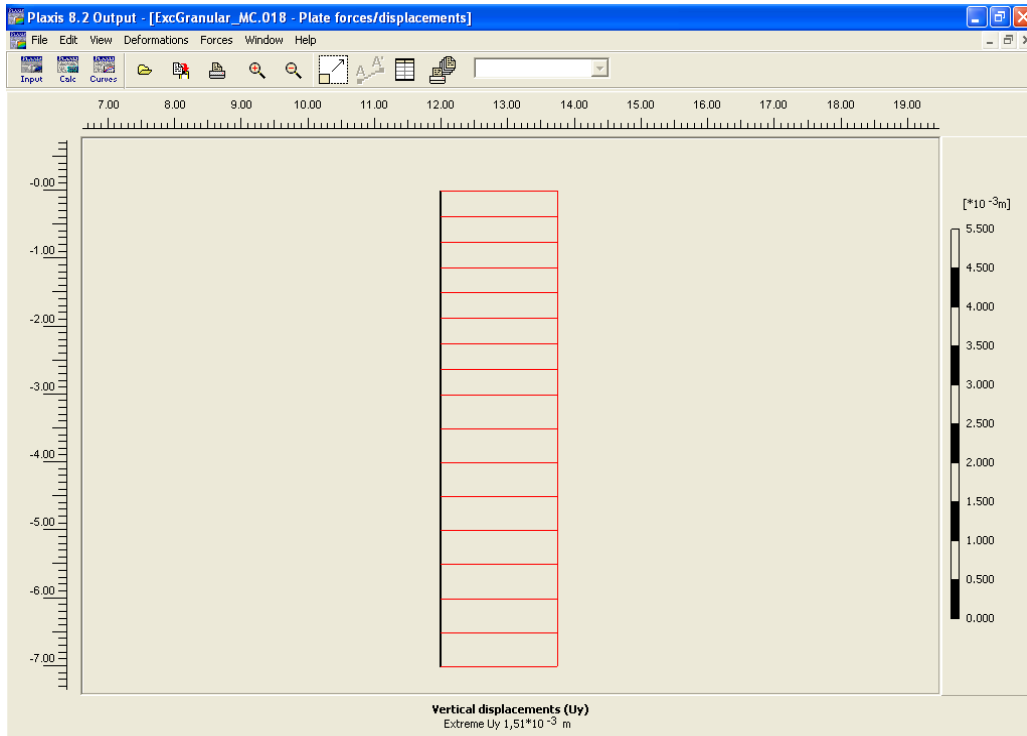 Plaxis 8.2 Output - [ExcGranular_MC.018 - Plate forces/displacements]
File Edit View Deformations Forces Window Help
Input Calc Curves
7.00 8.00 9.00 10.00 11.00 12.00 13.00 14.00 15.00 16.00 17.00 18.00 19.00
-0.00
-1.00
-2.00
-3.00
-4.00
-5.00
-6.00
-7.00
[*10 -3m]
5.500
4.500
4.000
3.500
3.000
2.500
2.000
1.500
1.000
0.500
0.000
Vertical displacements (Uy)
Extreme Uy 1,51*10 -3 m